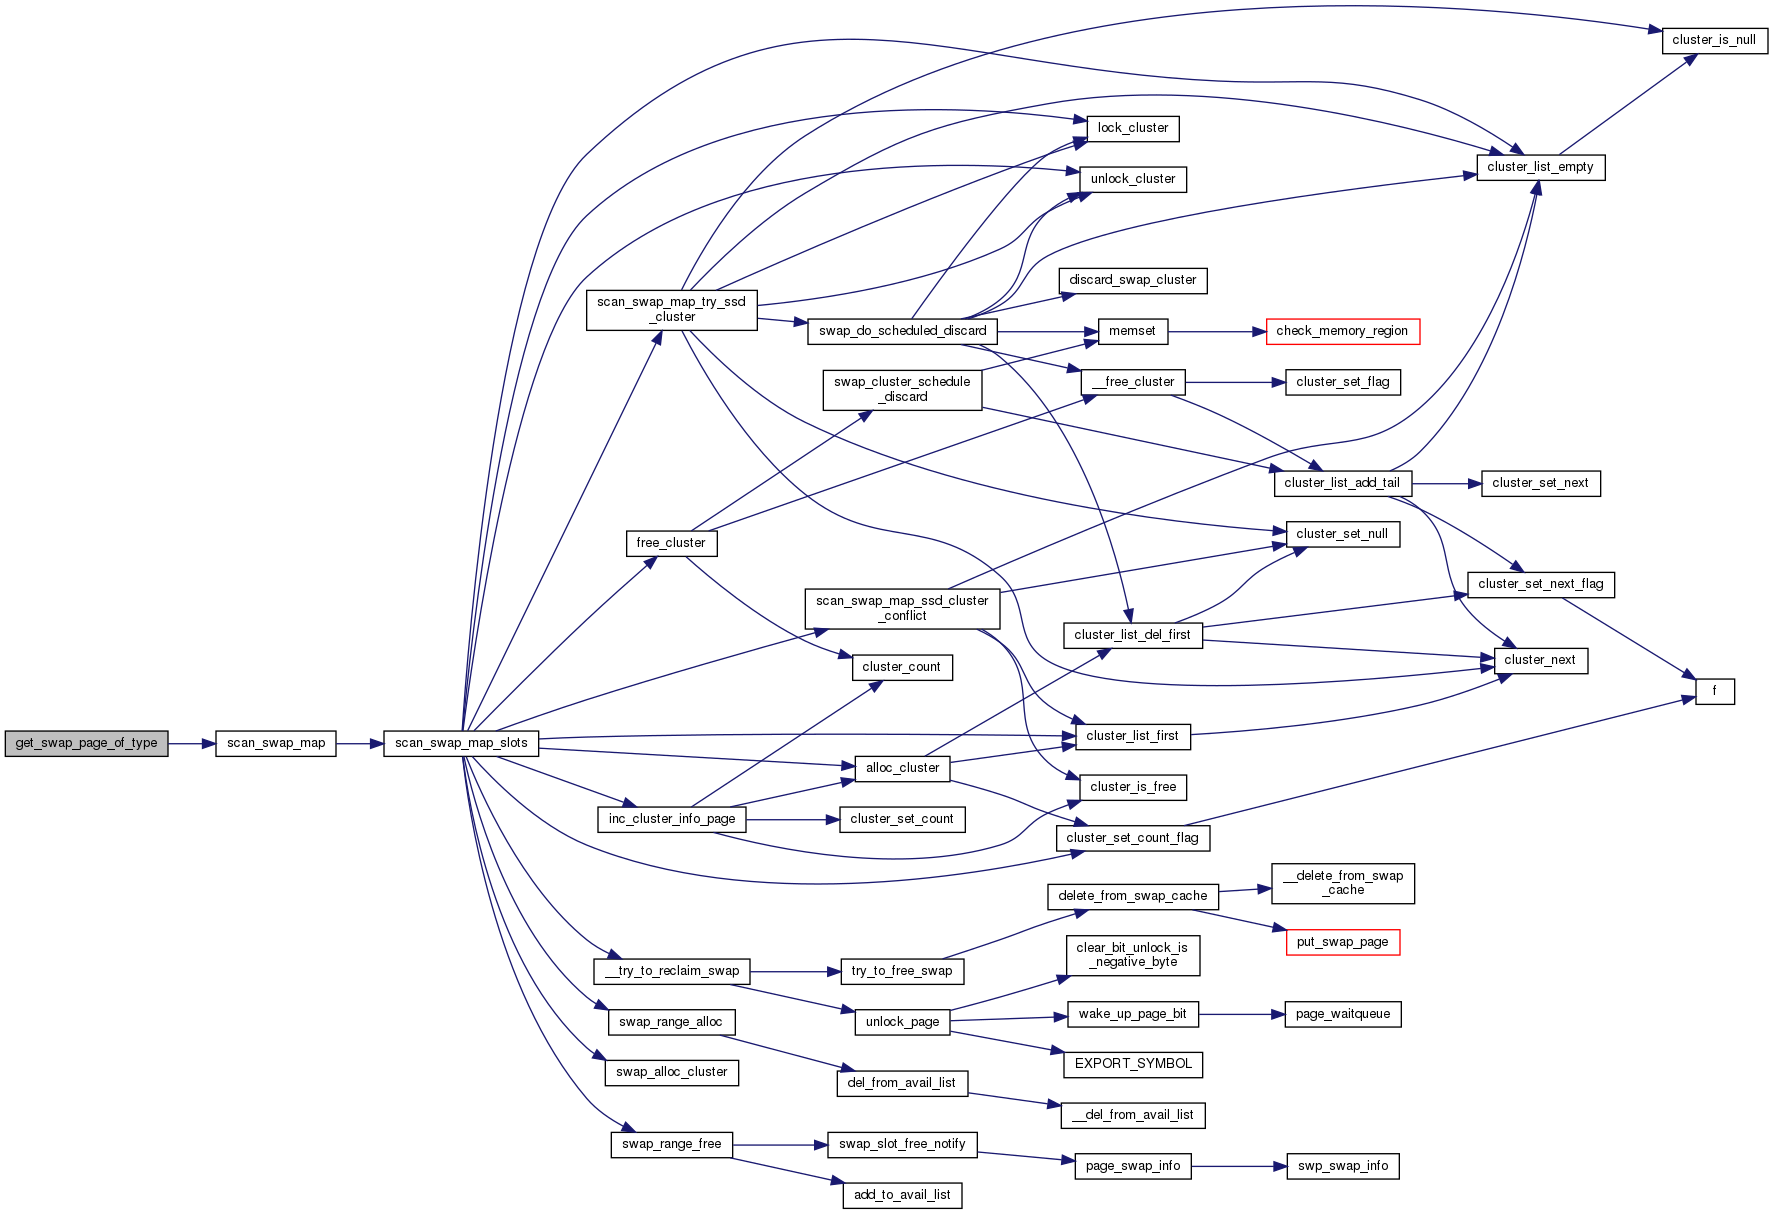 get_swap_page_of_type
scan_swap_map
scan_swap_map_slots
scan_swap_map_try_ssd
_cluster
free_cluster
inc_cluster_info_page
__try_to_reclaim_swap
swap_range_alloc
swap_alloc_cluster
swap_range_free
swap_do_scheduled_discard
swap_cluster_schedule
_discard
scan_swap_map_ssd_cluster
_conflict
cluster_count
alloc_cluster
cluster_set_count
try_to_free_swap
unlock_page
del_from_avail_list
swap_slot_free_notify
add_to_avail_list
lock_cluster
unlock_cluster
discard_swap_cluster
memset
__free_cluster
cluster_list_del_first
cluster_list_first
cluster_is_free
cluster_set_count_flag
delete_from_swap_cache
clear_bit_unlock_is
_negative_byte
wake_up_page_bit
EXPORT_SYMBOL
__del_from_avail_list
page_swap_info
check_memory_region
cluster_set_flag
cluster_list_add_tail
cluster_set_null
__delete_from_swap
_cache
put_swap_page
page_waitqueue
swp_swap_info
cluster_list_empty
cluster_set_next
cluster_set_next_flag
cluster_next
cluster_is_null
f